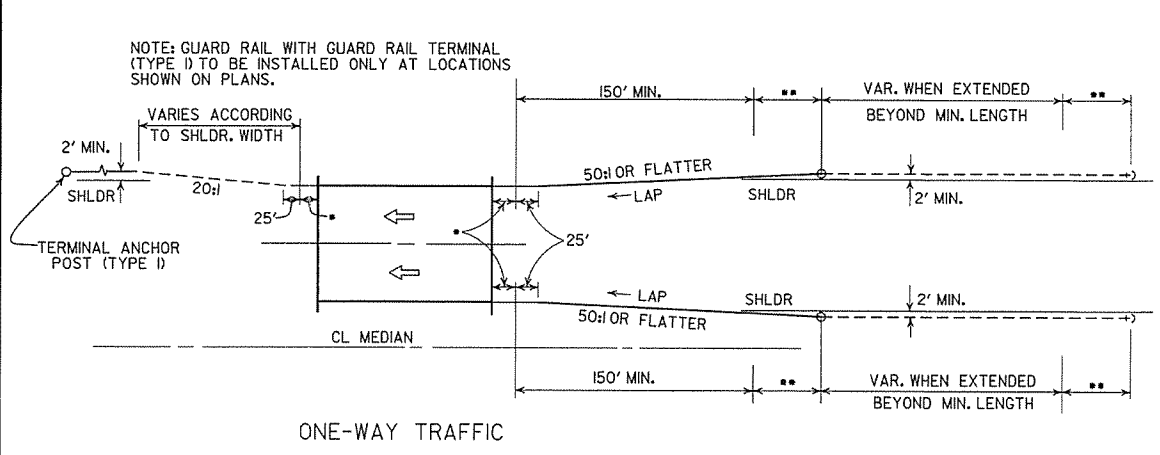 NOTE: GUARD RAIL WITH GUARD RAIL TERMINAL
(TYPE I) TO BE INSTALLED ONLY AT LOCATIONS
SHOWN ON PLANS.
150' MIN.
**
VAR. WHEN EXTENDED
BEYOND MIN. LENGTH
**
VARIES ACCORDING
TO SHLDR. WIDTH
2' MIN.
SHLDR
20:1
50:1 OR FLATTER
LAP
SHLDR
2' MIN.
25'
*
*
25'
TERMINAL ANCHOR
POST (TYPE I)
LAP
SHLDR
2' MIN.
50:1 OR FLATTER
CL MEDIAN
150' MIN.
**
VAR. WHEN EXTENDED
BEYOND MIN. LENGTH
**
ONE-WAY TRAFFIC